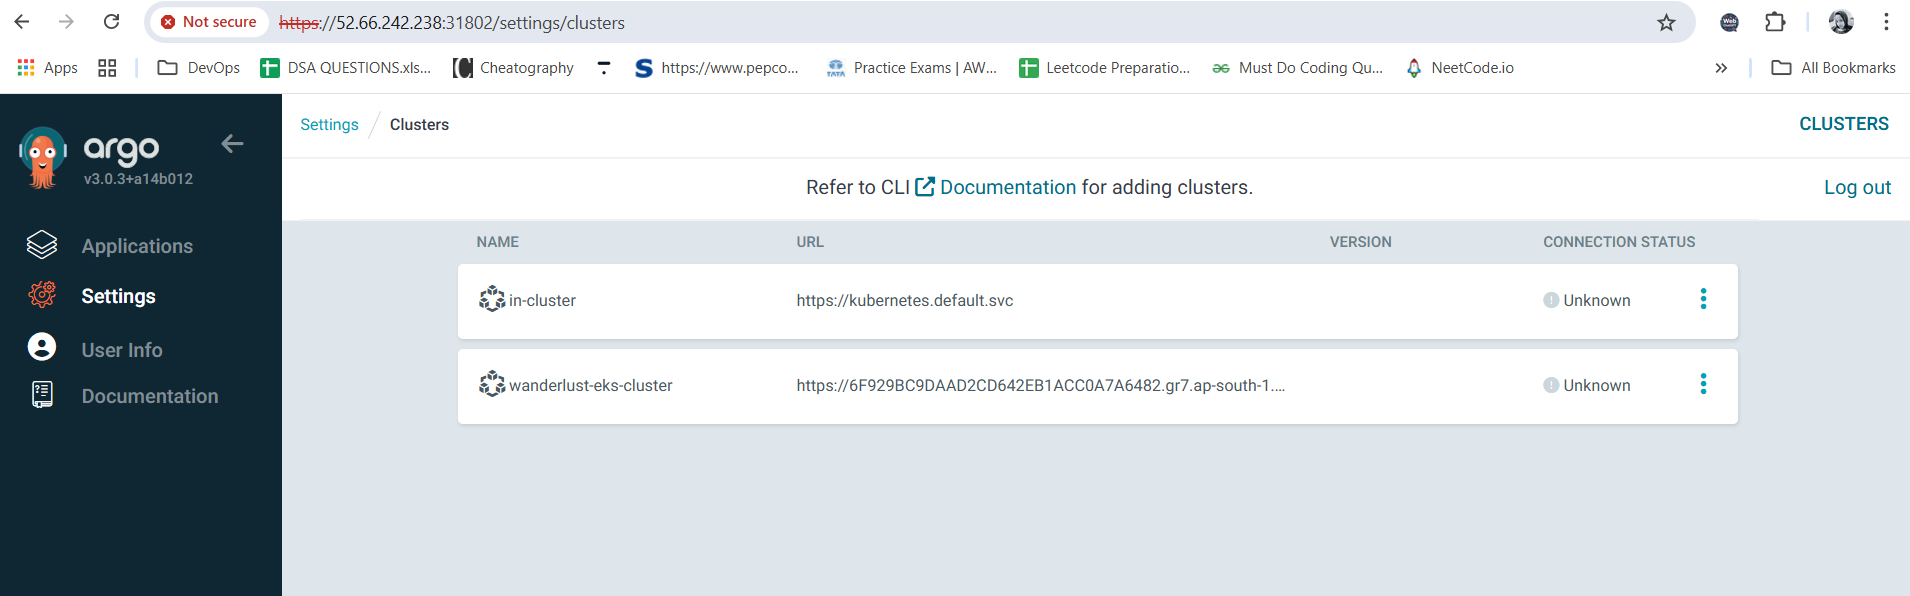 Not secure https://52.66.242.238:31802/settings/clusters
Apps DevOps DSA QUESTIONS.xls... Cheatography https://www.pepco... Practice Exams | AW... Leetcode Preparatio... Must Do Coding Qu... NeetCode.io » All Bookmarks
argo
v3.0.3+a14b012
Applications
Settings
User Info
Documentation
Settings / Clusters CLUSTERS
Refer to CLI Documentation for adding clusters. Log out
NAME URL VERSION CONNECTION STATUS
in-cluster https://kubernetes.default.svc Unknown
wanderlust-eks-cluster https://6F929BC9DAAD2CD642EB1ACC0A7A6482.gr7.ap-south-1.... Unknown